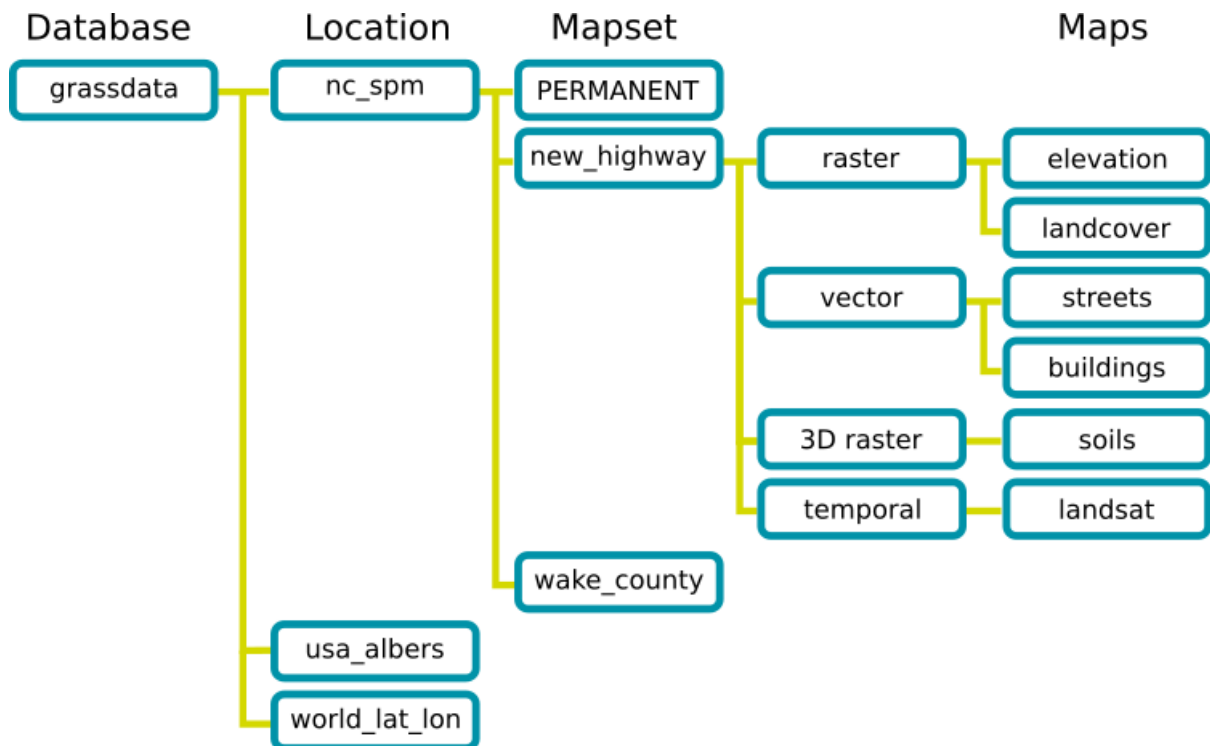 Database Location Mapset Maps
grassdata nc_spm PERMANENT
new_highway raster elevation
landcover
vector streets
buildings
3D raster soils
temporal landsat
wake_county
usa_albers
world_lat_lon